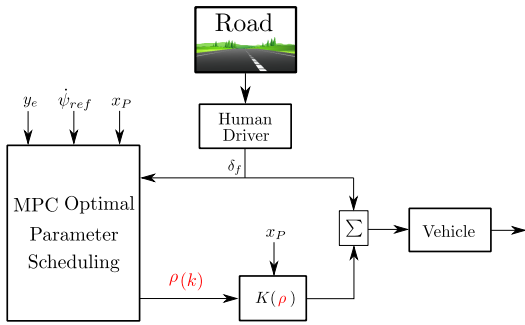 Road
Human
Driver
δ_f
y_e
ψ̇_ref
x_P
MPC Optimal
Parameter
Scheduling
ρ(k)
x_P
K(ρ)
Σ
Vehicle